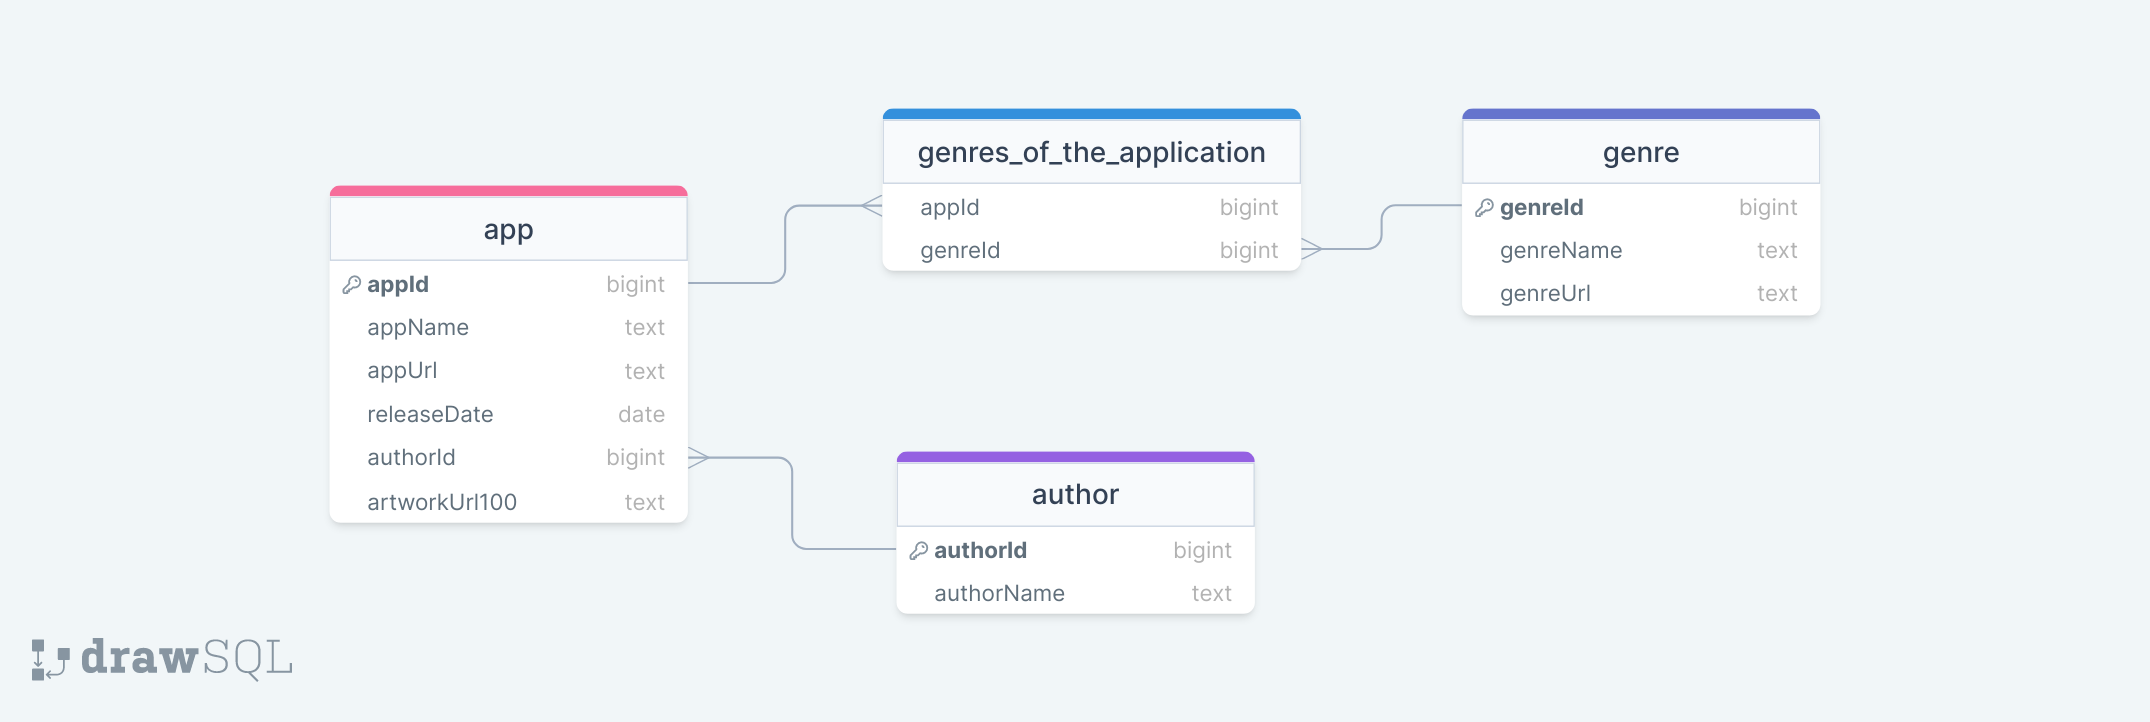 app
appId bigint
appName text
appUrl text
releaseDate date
authorId bigint
artworkUrl100 text
genres_of_the_application
appId bigint
genreId bigint
genre
genreId bigint
genreName text
genreUrl text
author
authorId bigint
authorName text
drawSQL